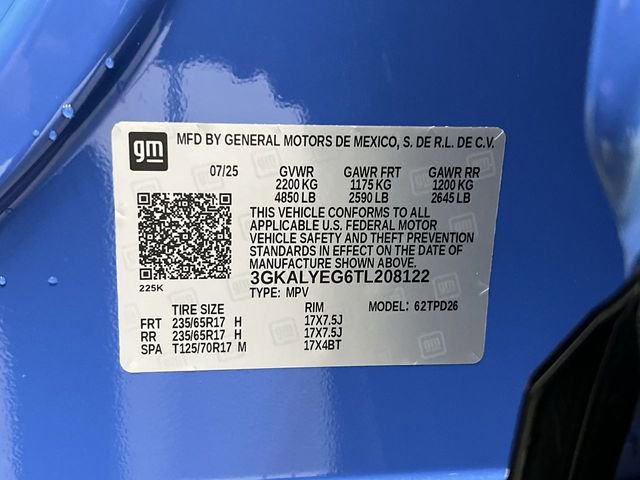 gm MFD BY GENERAL MOTORS DE MEXICO, S. DE R.L. DE C.V.
07/25 GVWR GAWR FRT GAWR RR
2200 KG 1175 KG 1200 KG
4850 LB 2590 LB 2645 LB
THIS VEHICLE CONFORMS TO ALL
APPLICABLE U.S. FEDERAL MOTOR
VEHICLE SAFETY AND THEFT PREVENTION
STANDARDS IN EFFECT ON THE DATE OF
MANUFACTURE SHOWN ABOVE.
3GKALYEG6TL208122
225K TYPE: MPV
TIRE SIZE RIM MODEL: 62TPD26
FRT 235/65R17 H 17X7.5J
RR 235/65R17 H 17X7.5J
SPA T125/70R17 M 17X4BT